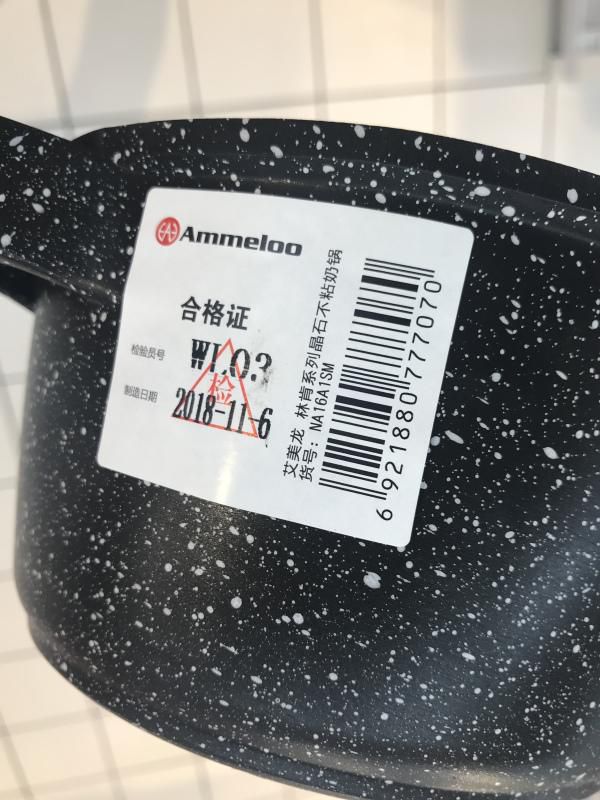 Ammeloo
合格证
检验员号 WL03
检
制造日期 2018-11-6
艾美龙 林肯系列晶石不粘奶锅
货号：NA16A1SM
6 921880 777070